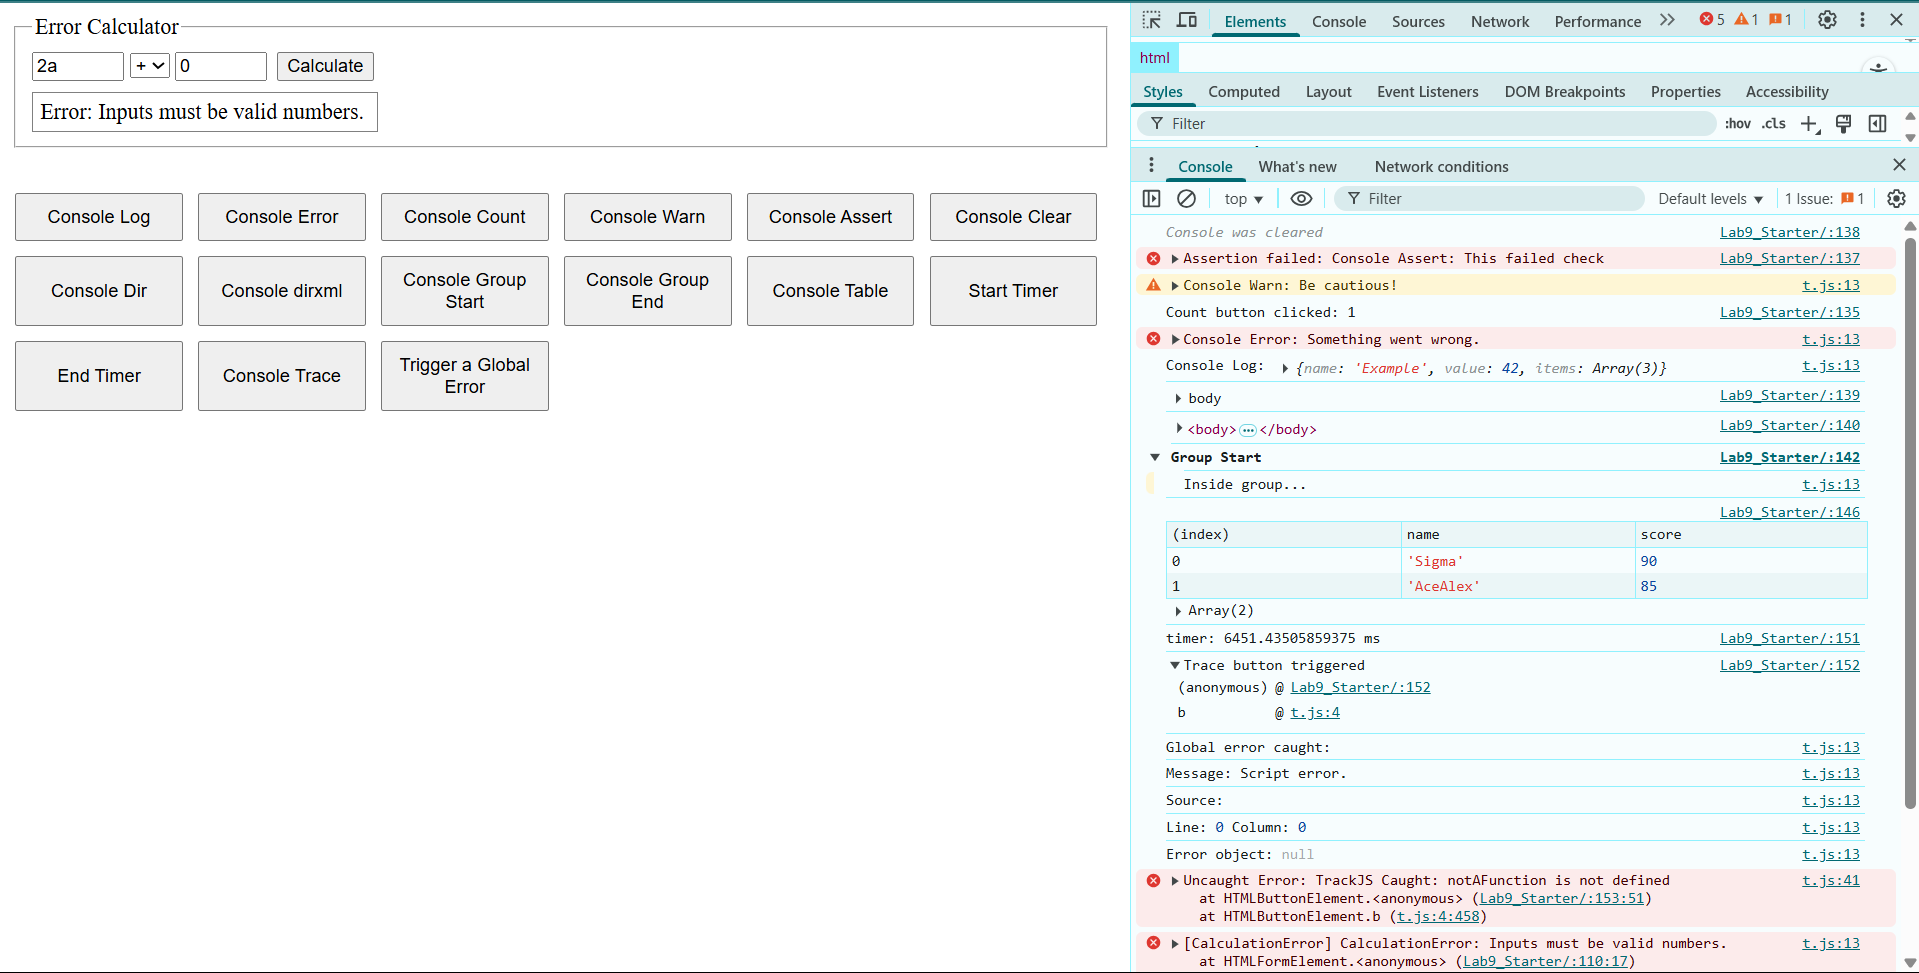 Error Calculator
2a + 0 Calculate
Error: Inputs must be valid numbers.
Console Log Console Error Console Count Console Warn Console Assert Console Clear
Console Dir Console dirxml Console Group Start Console Group End Console Table Start Timer
End Timer Console Trace Trigger a Global Error
Elements Console Sources Network Performance 5 1 1
html
Styles Computed Layout Event Listeners DOM Breakpoints Properties Accessibility
Filter :hov .cls
Console What's new Network conditions
top Filter Default levels 1 Issue: 1
Console was cleared Lab9_Starter/:138
Assertion failed: Console Assert: This failed check Lab9_Starter/:137
Console Warn: Be cautious! t.js:13
Count button clicked: 1 Lab9_Starter/:135
Console Error: Something went wrong. t.js:13
Console Log: {name: 'Example', value: 42, items: Array(3)} t.js:13
body Lab9_Starter/:139
<body>…</body> Lab9_Starter/:140
Group Start Lab9_Starter/:142
Inside group... t.js:13
Lab9_Starter/:146
(index) name score
0 'Sigma' 90
1 'AceAlex' 85
Array(2)
timer: 6451.43505859375 ms Lab9_Starter/:151
Trace button triggered Lab9_Starter/:152
(anonymous) @ Lab9_Starter/:152
b @ t.js:4
Global error caught: t.js:13
Message: Script error. t.js:13
Source: t.js:13
Line: 0 Column: 0 t.js:13
Error object: null t.js:13
Uncaught Error: TrackJS Caught: notAFunction is not defined t.js:41
at HTMLButtonElement.<anonymous> (Lab9_Starter/:153:51)
at HTMLButtonElement.b (t.js:4:458)
[CalculationError] CalculationError: Inputs must be valid numbers. t.js:13
at HTMLFormElement.<anonymous> (Lab9_Starter/:110:17)